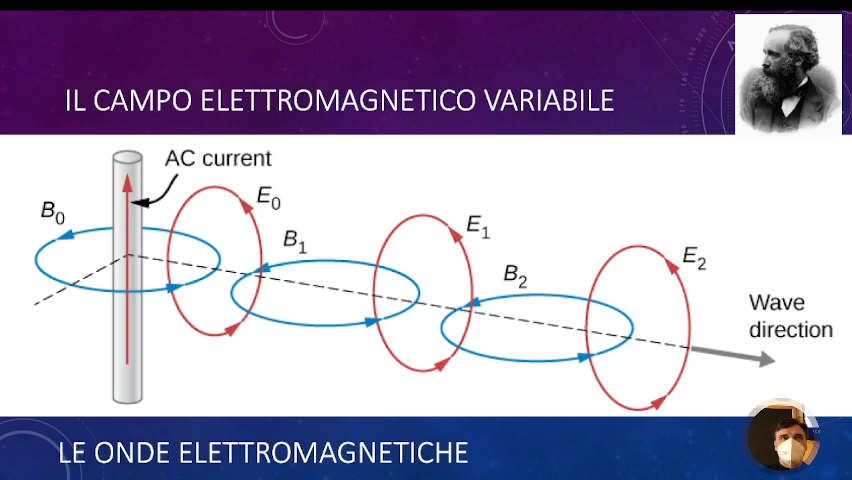 IL CAMPO ELETTROMAGNETICO VARIABILE
AC current
B0
E0
B1
E1
B2
E2
Wave
direction
LE ONDE ELETTROMAGNETICHE